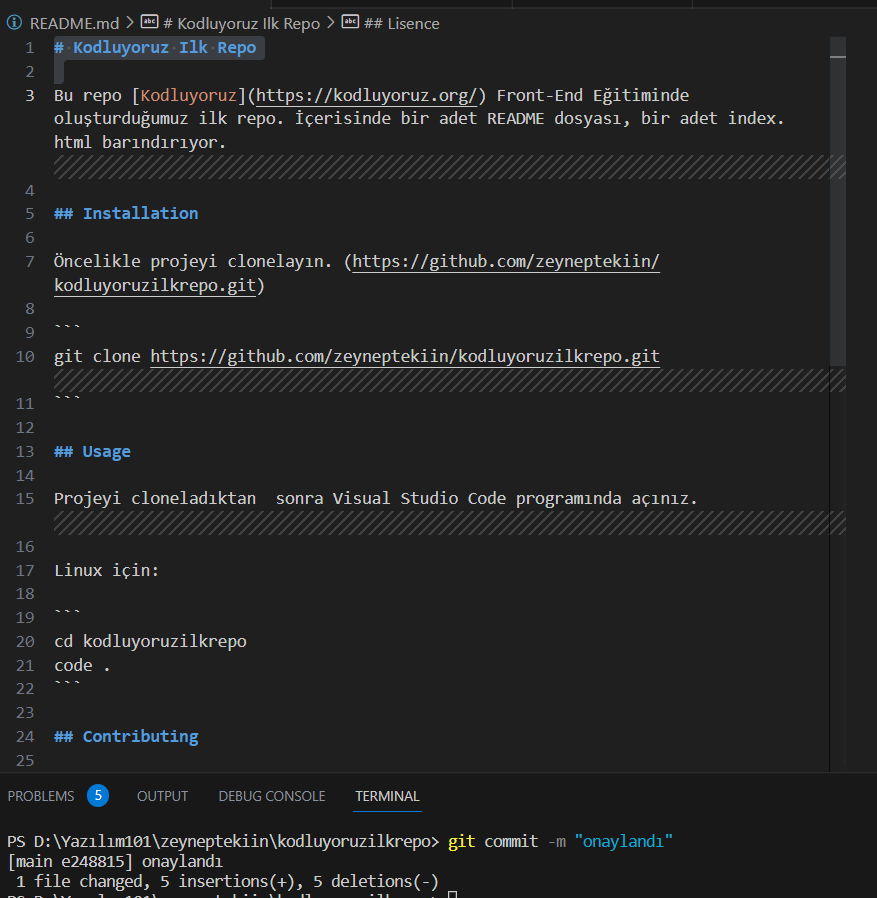 README.md > # Kodluyoruz Ilk Repo > ## Lisence
1 # Kodluyoruz Ilk Repo
2
3 Bu repo [Kodluyoruz](https://kodluyoruz.org/) Front-End Eğitiminde
oluşturduğumuz ilk repo. İçerisinde bir adet README dosyası, bir adet index.
html barındırıyor.
4
5 ## Installation
6
7 Öncelikle projeyi clonelayın. (https://github.com/zeyneptekiin/
kodluyoruzilkrepo.git)
8
9 ```
10 git clone https://github.com/zeyneptekiin/kodluyoruzilkrepo.git
11 ```
12
13 ## Usage
14
15 Projeyi cloneladıktan  sonra Visual Studio Code programında açınız.
16
17 Linux için:
18
19 ```
20 cd kodluyoruzilkrepo
21 code .
22 ```
23
24 ## Contributing
25
PROBLEMS 5 OUTPUT DEBUG CONSOLE TERMINAL
PS D:\Yazılım101\zeyneptekiin\kodluyoruzilkrepo> git commit -m "onaylandı"
[main e248815] onaylandı
 1 file changed, 5 insertions(+), 5 deletions(-)